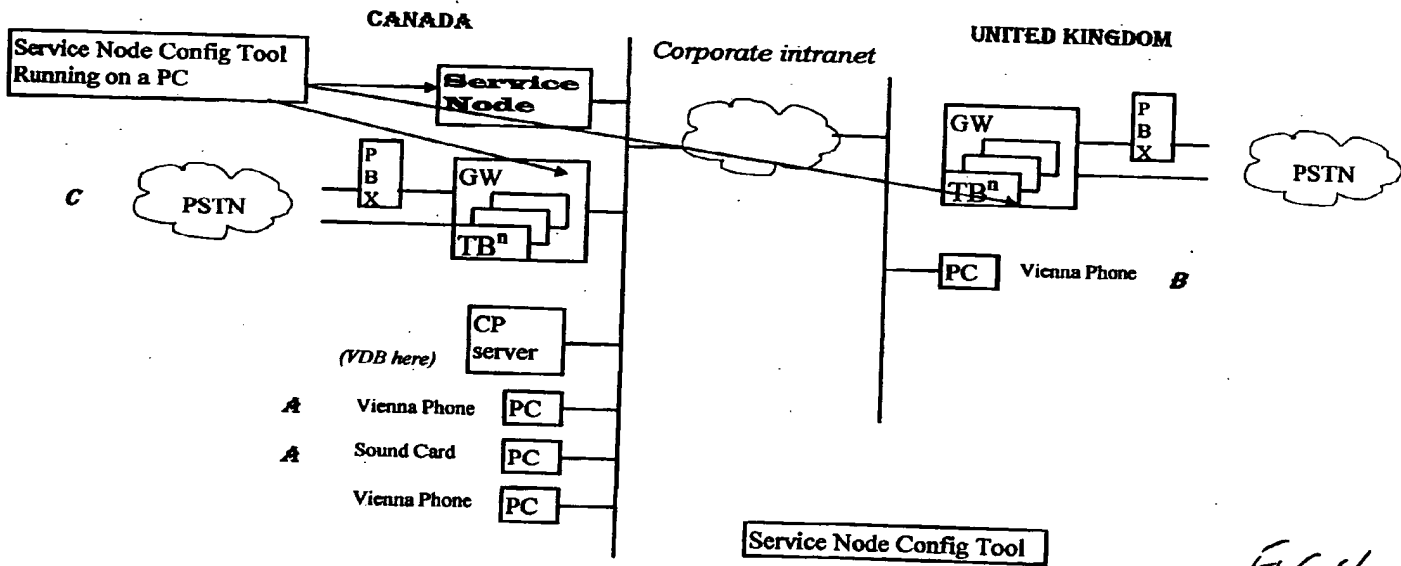 CANADA
UNITED KINGDOM
Service Node Config Tool
Running on a PC
Corporate intranet
Service
Node
PBX
GW
TBⁿ
PSTN
C
GW
TBⁿ
PBX
PSTN
PC
Vienna Phone
B
CP
server
(VDB here)
A
Vienna Phone
PC
A
Sound Card
PC
Vienna Phone
PC
Service Node Config Tool